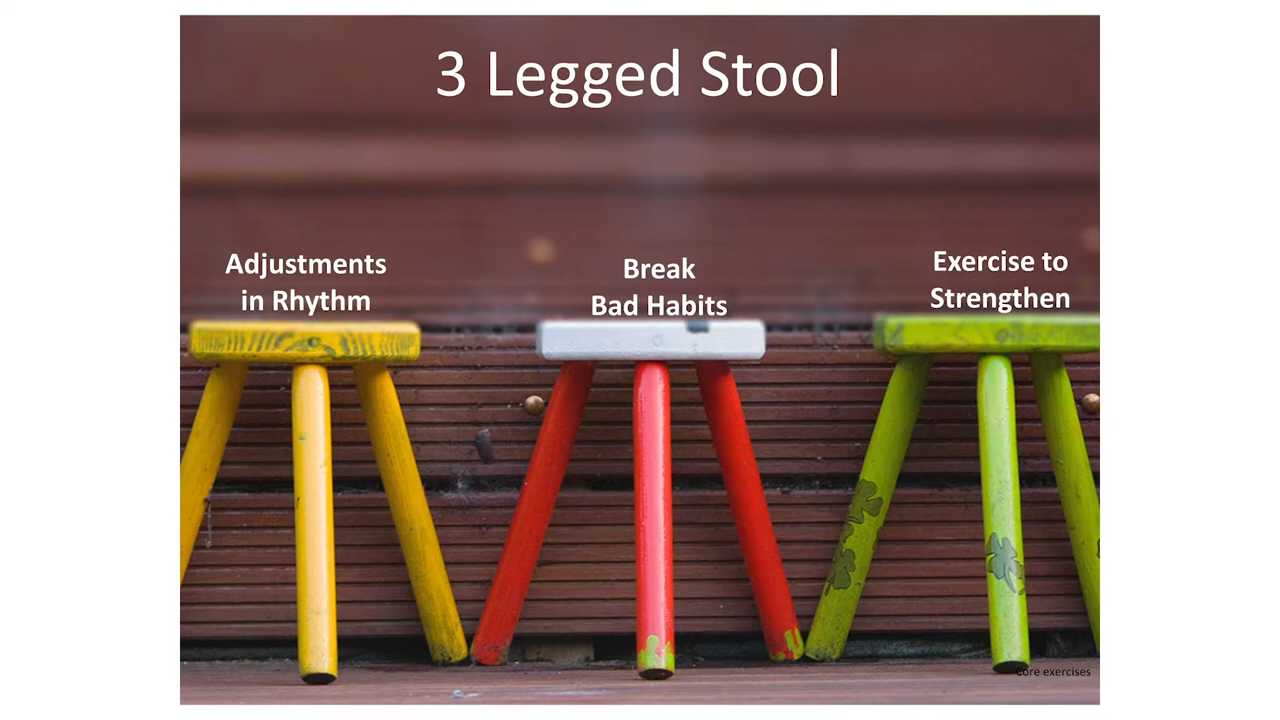 3 Legged Stool
Adjustments
in Rhythm
Break
Bad Habits
Exercise to
Strengthen
Core exercises